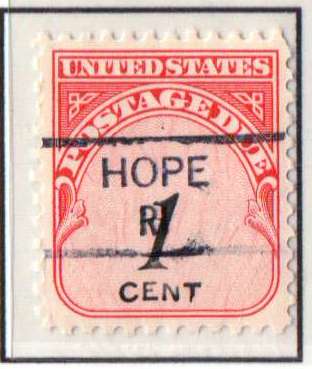 UNITED STATES
POSTAGE DUE
HOPE
RI
1
CENT